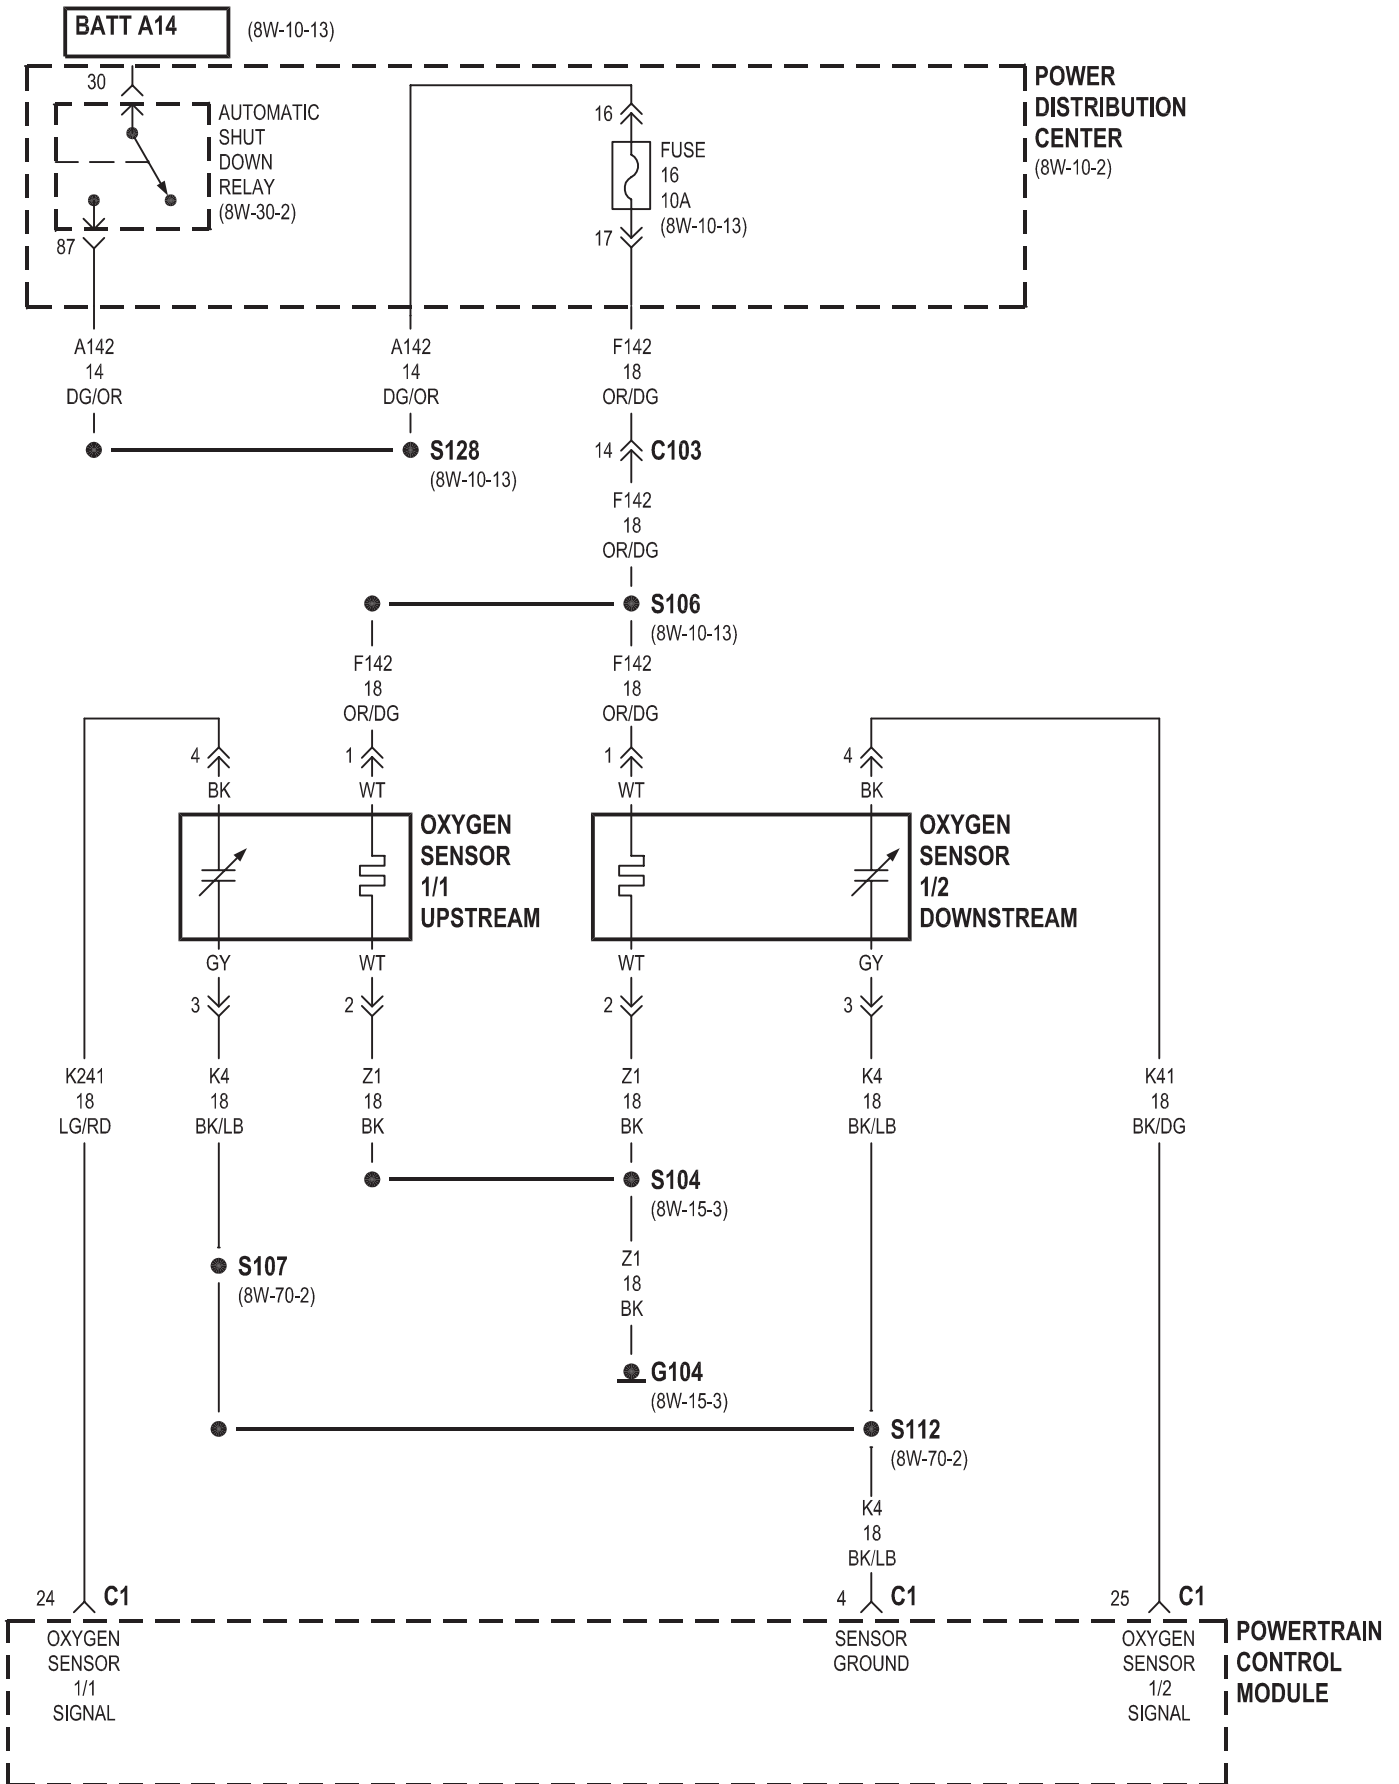 BATT A14
(8W-10-13)
30
AUTOMATIC
SHUT
DOWN
RELAY
(8W-30-2)
87
16
FUSE
16
10A
(8W-10-13)
17
POWER
DISTRIBUTION
CENTER
(8W-10-2)
A142
14
DG/OR
A142
14
DG/OR
F142
18
OR/DG
S128
(8W-10-13)
14
C103
F142
18
OR/DG
S106
(8W-10-13)
F142
18
OR/DG
F142
18
OR/DG
4
1
1
4
BK
WT
WT
BK
OXYGEN
SENSOR
1/1
UPSTREAM
OXYGEN
SENSOR
1/2
DOWNSTREAM
GY
WT
WT
GY
3
2
2
3
K241
18
LG/RD
K4
18
BK/LB
Z1
18
BK
Z1
18
BK
K4
18
BK/LB
K41
18
BK/DG
S104
(8W-15-3)
S107
(8W-70-2)
Z1
18
BK
G104
(8W-15-3)
S112
(8W-70-2)
K4
18
BK/LB
24
C1
4
C1
25
C1
OXYGEN
SENSOR
1/1
SIGNAL
SENSOR
GROUND
OXYGEN
SENSOR
1/2
SIGNAL
POWERTRAIN
CONTROL
MODULE